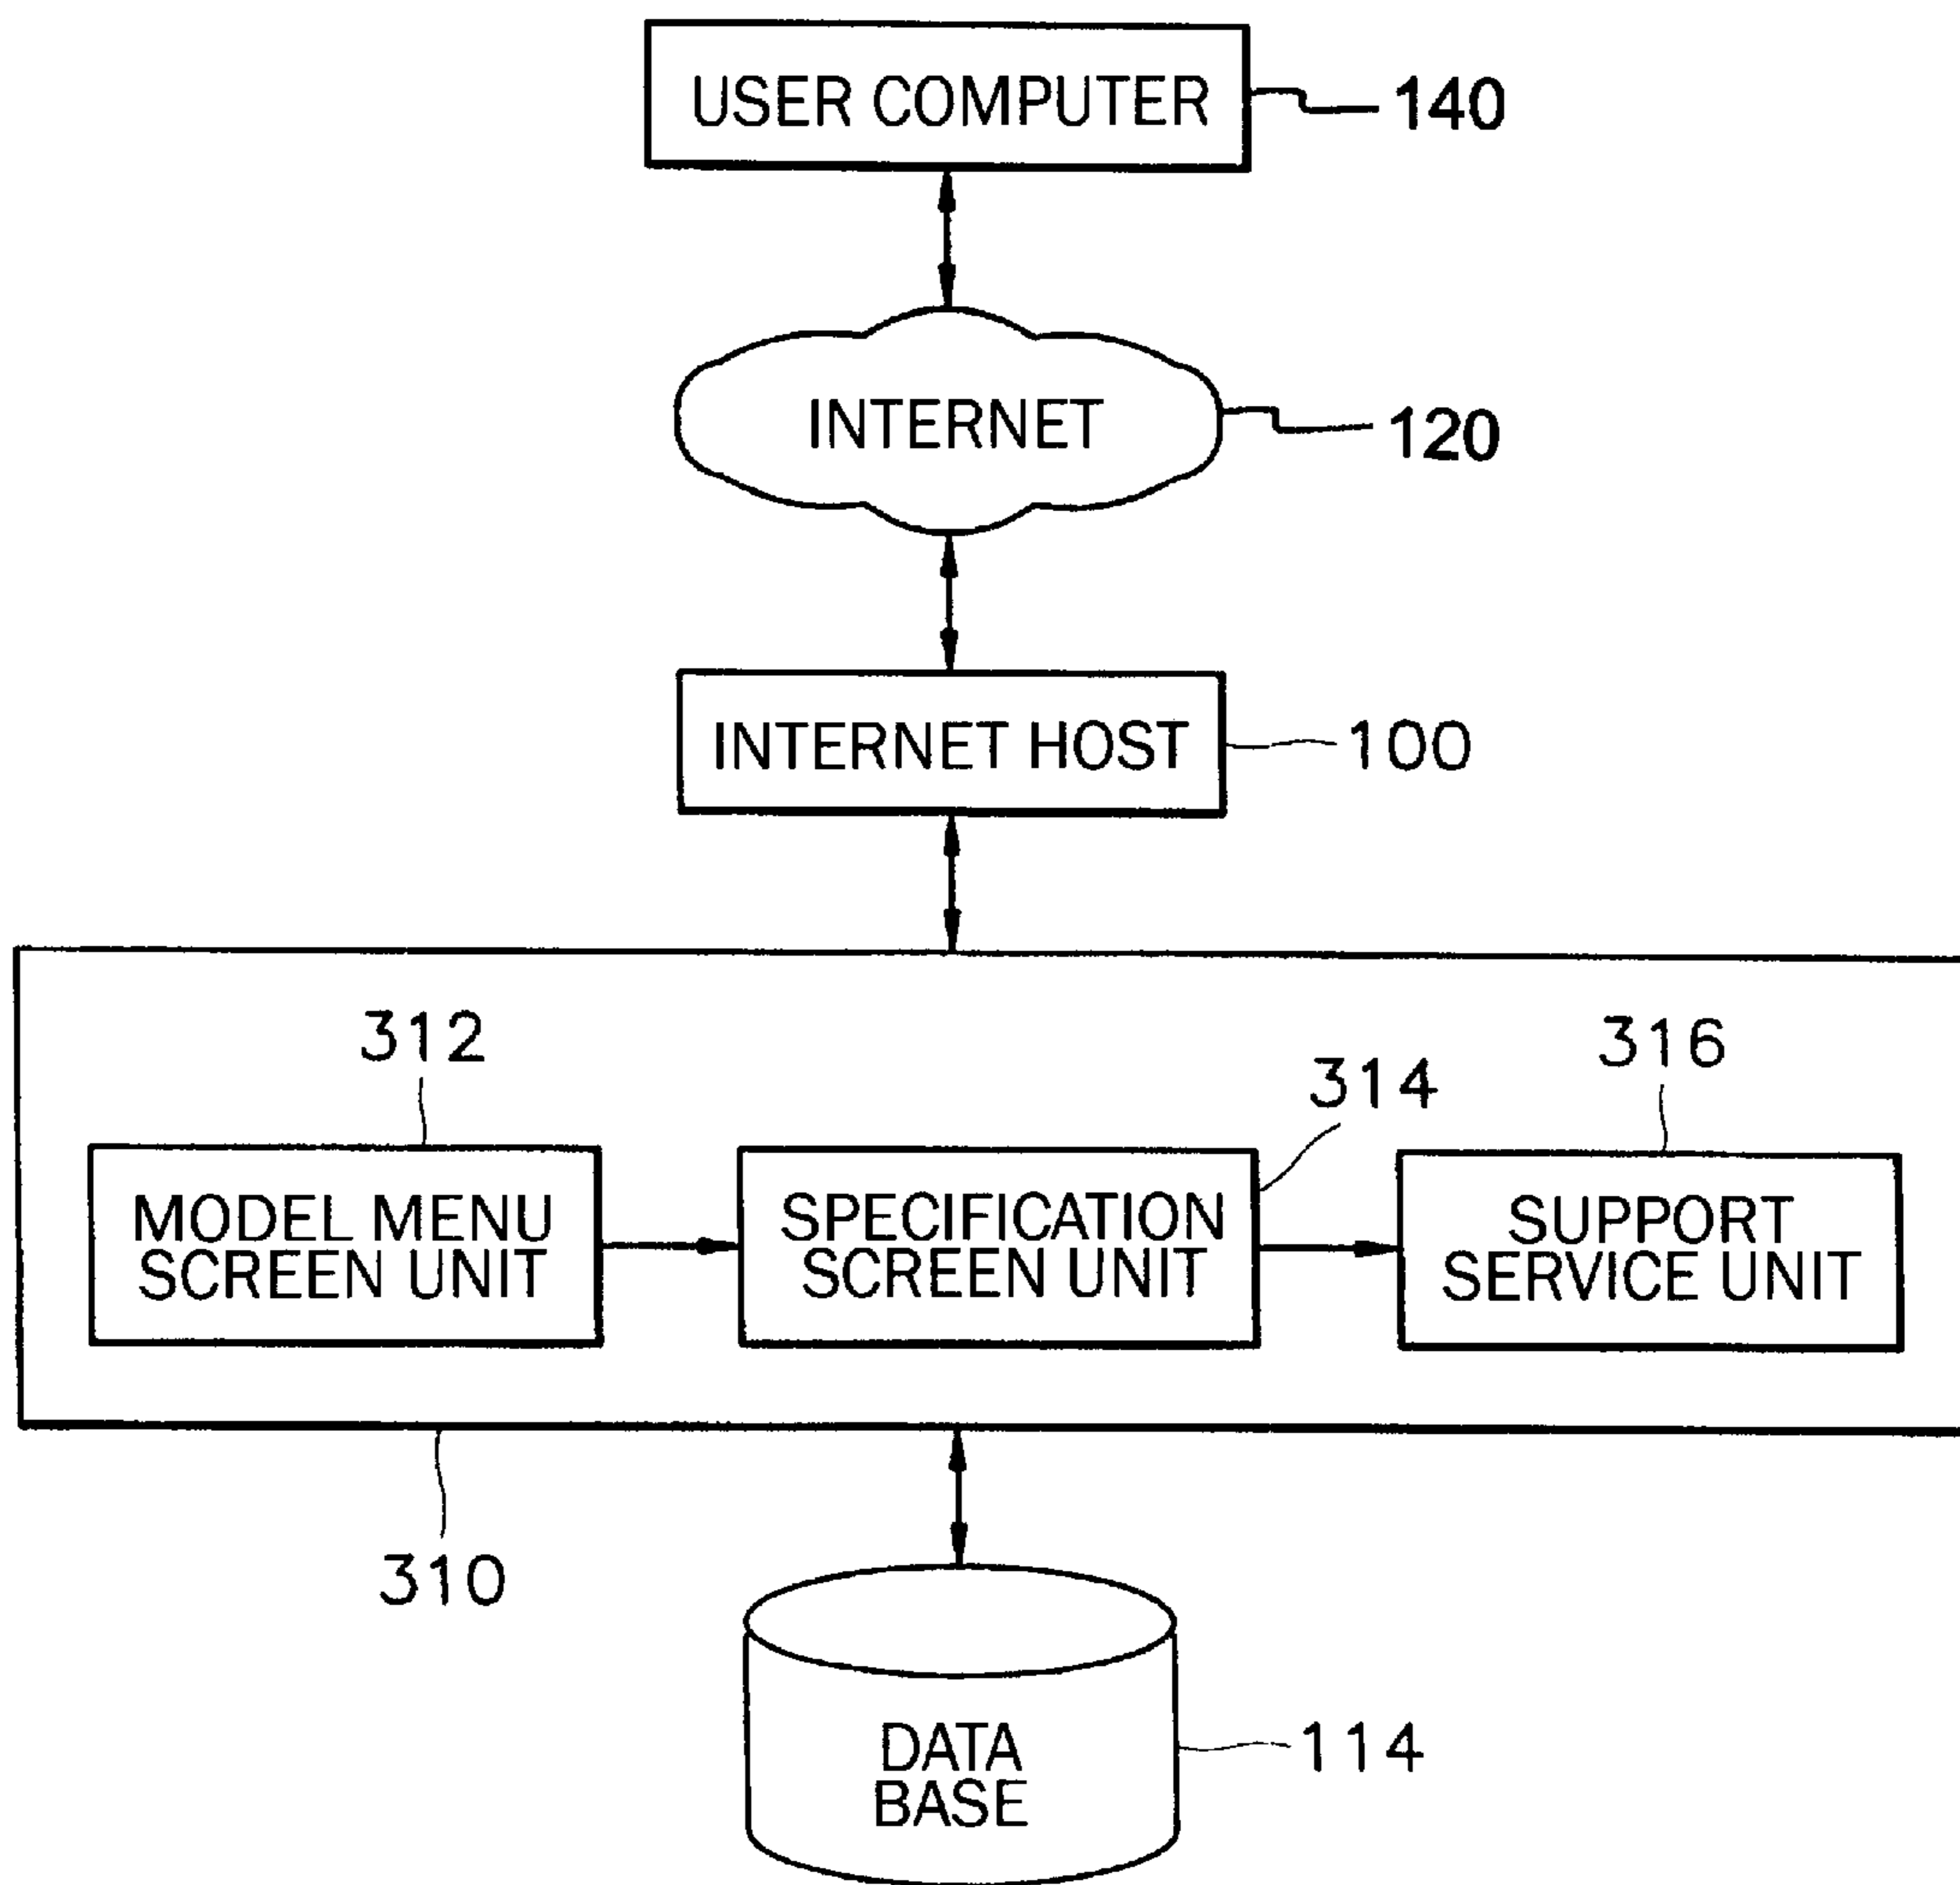 USER COMPUTER
140
INTERNET
120
INTERNET HOST
100
312
314
316
MODEL MENU
SCREEN UNIT
SPECIFICATION
SCREEN UNIT
SUPPORT
SERVICE UNIT
310
DATA
BASE
114